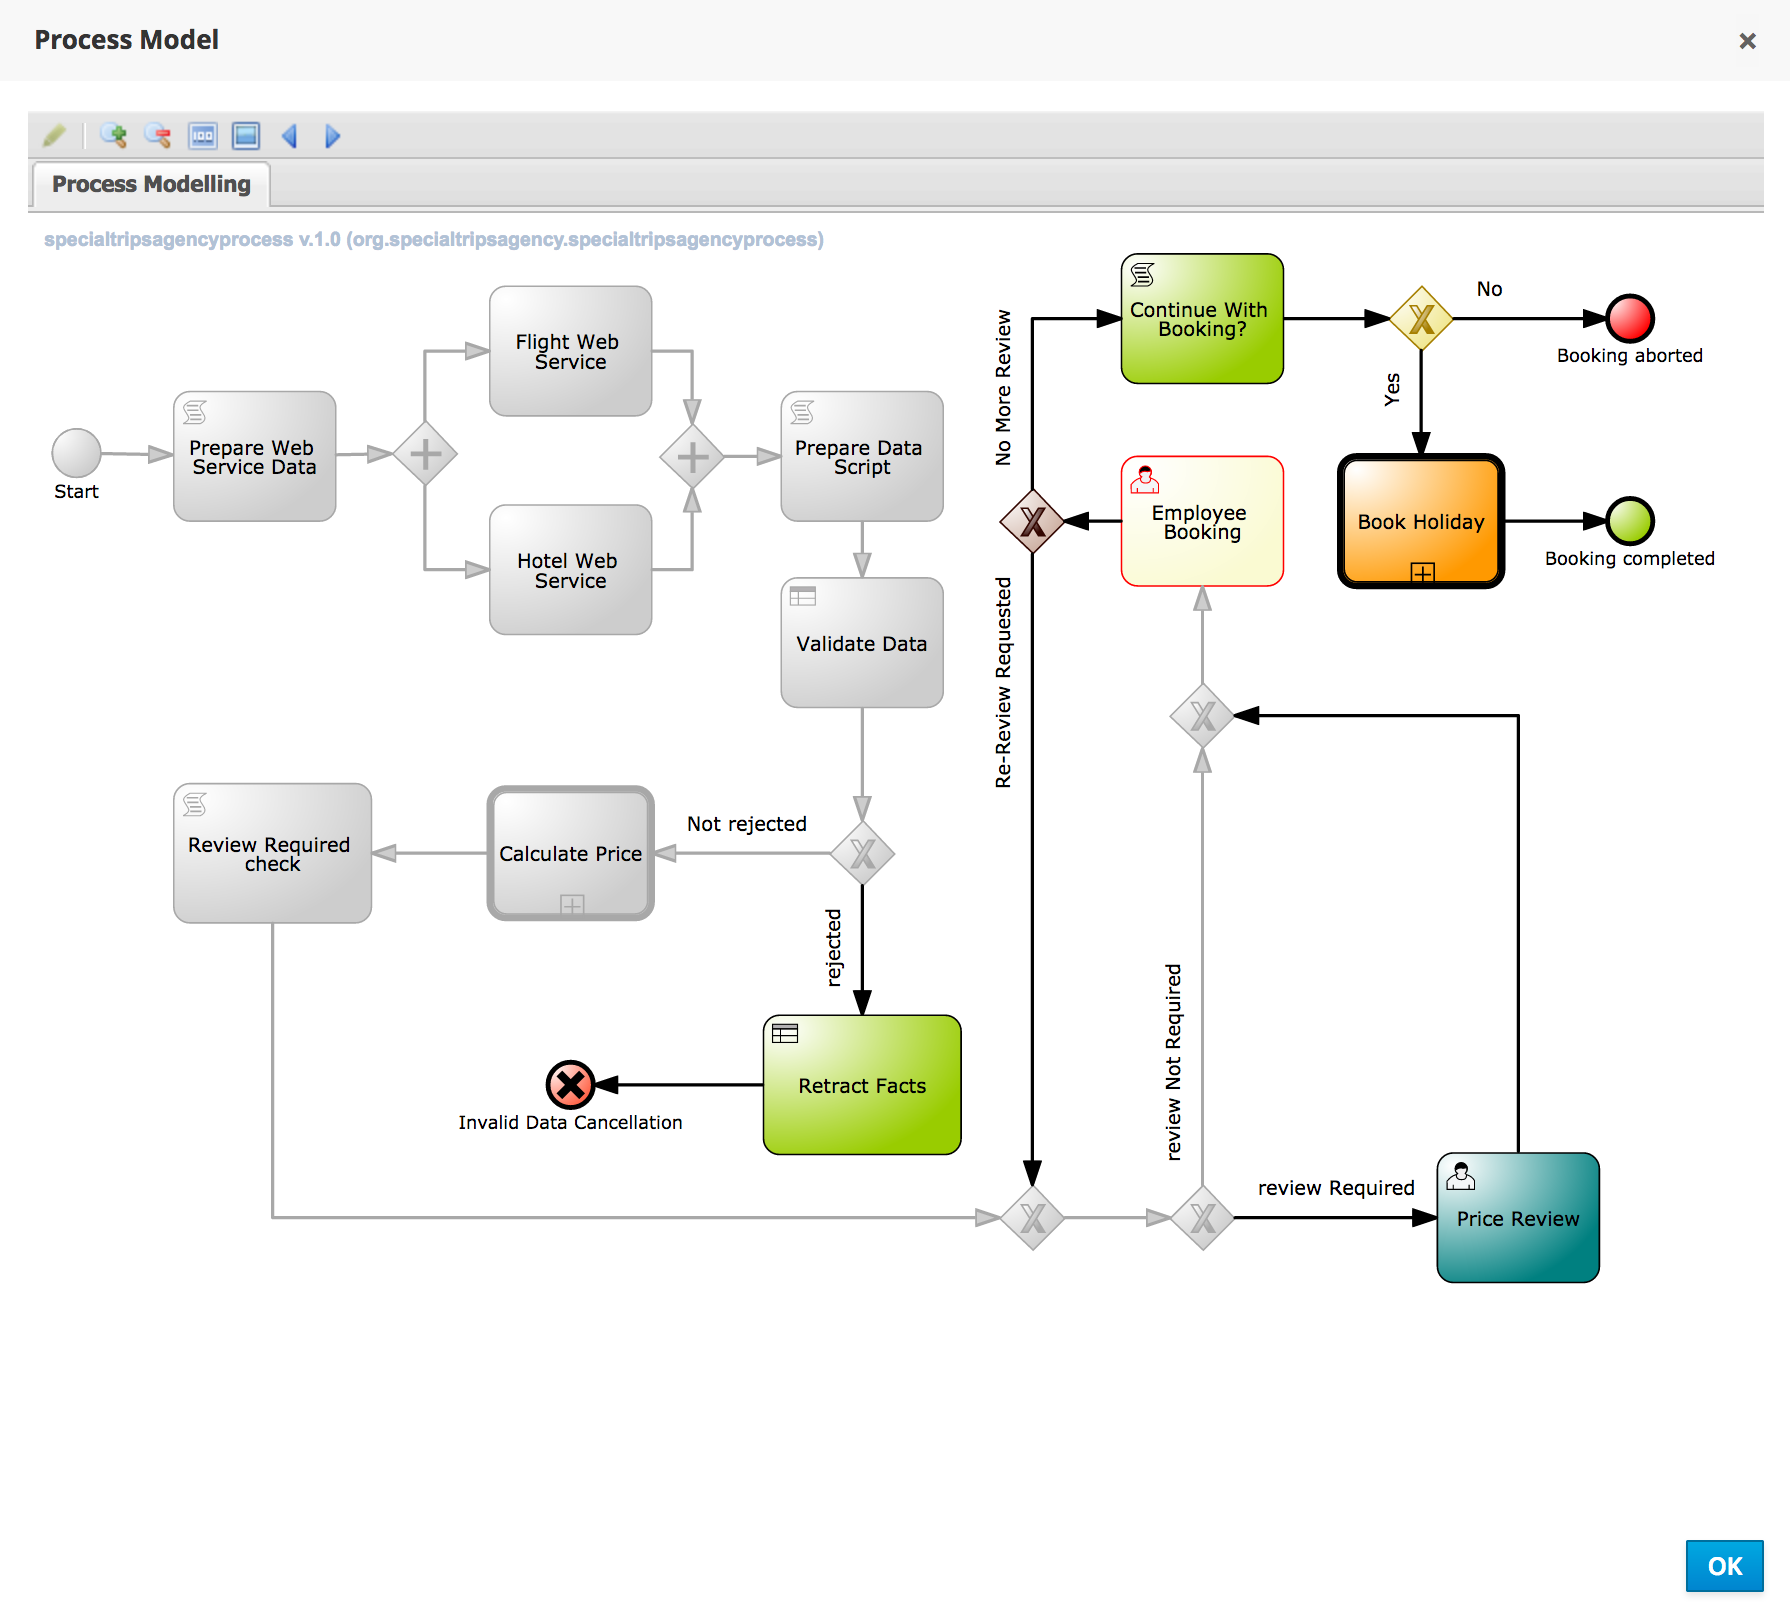 Process Model
Process Modelling
specialtripsagencyprocess v.1.0 (org.specialtripsagency.specialtripsagencyprocess)
Start
Prepare Web
Service Data
Flight Web
Service
Hotel Web
Service
Prepare Data
Script
Validate Data
Not rejected
Calculate Price
Review Required
check
rejected
Retract Facts
Invalid Data Cancellation
No More Review
Re-Review Requested
Continue With
Booking?
No
Booking aborted
Yes
Employee
Booking
Book Holiday
Booking completed
review Not Required
review Required
Price Review
OK